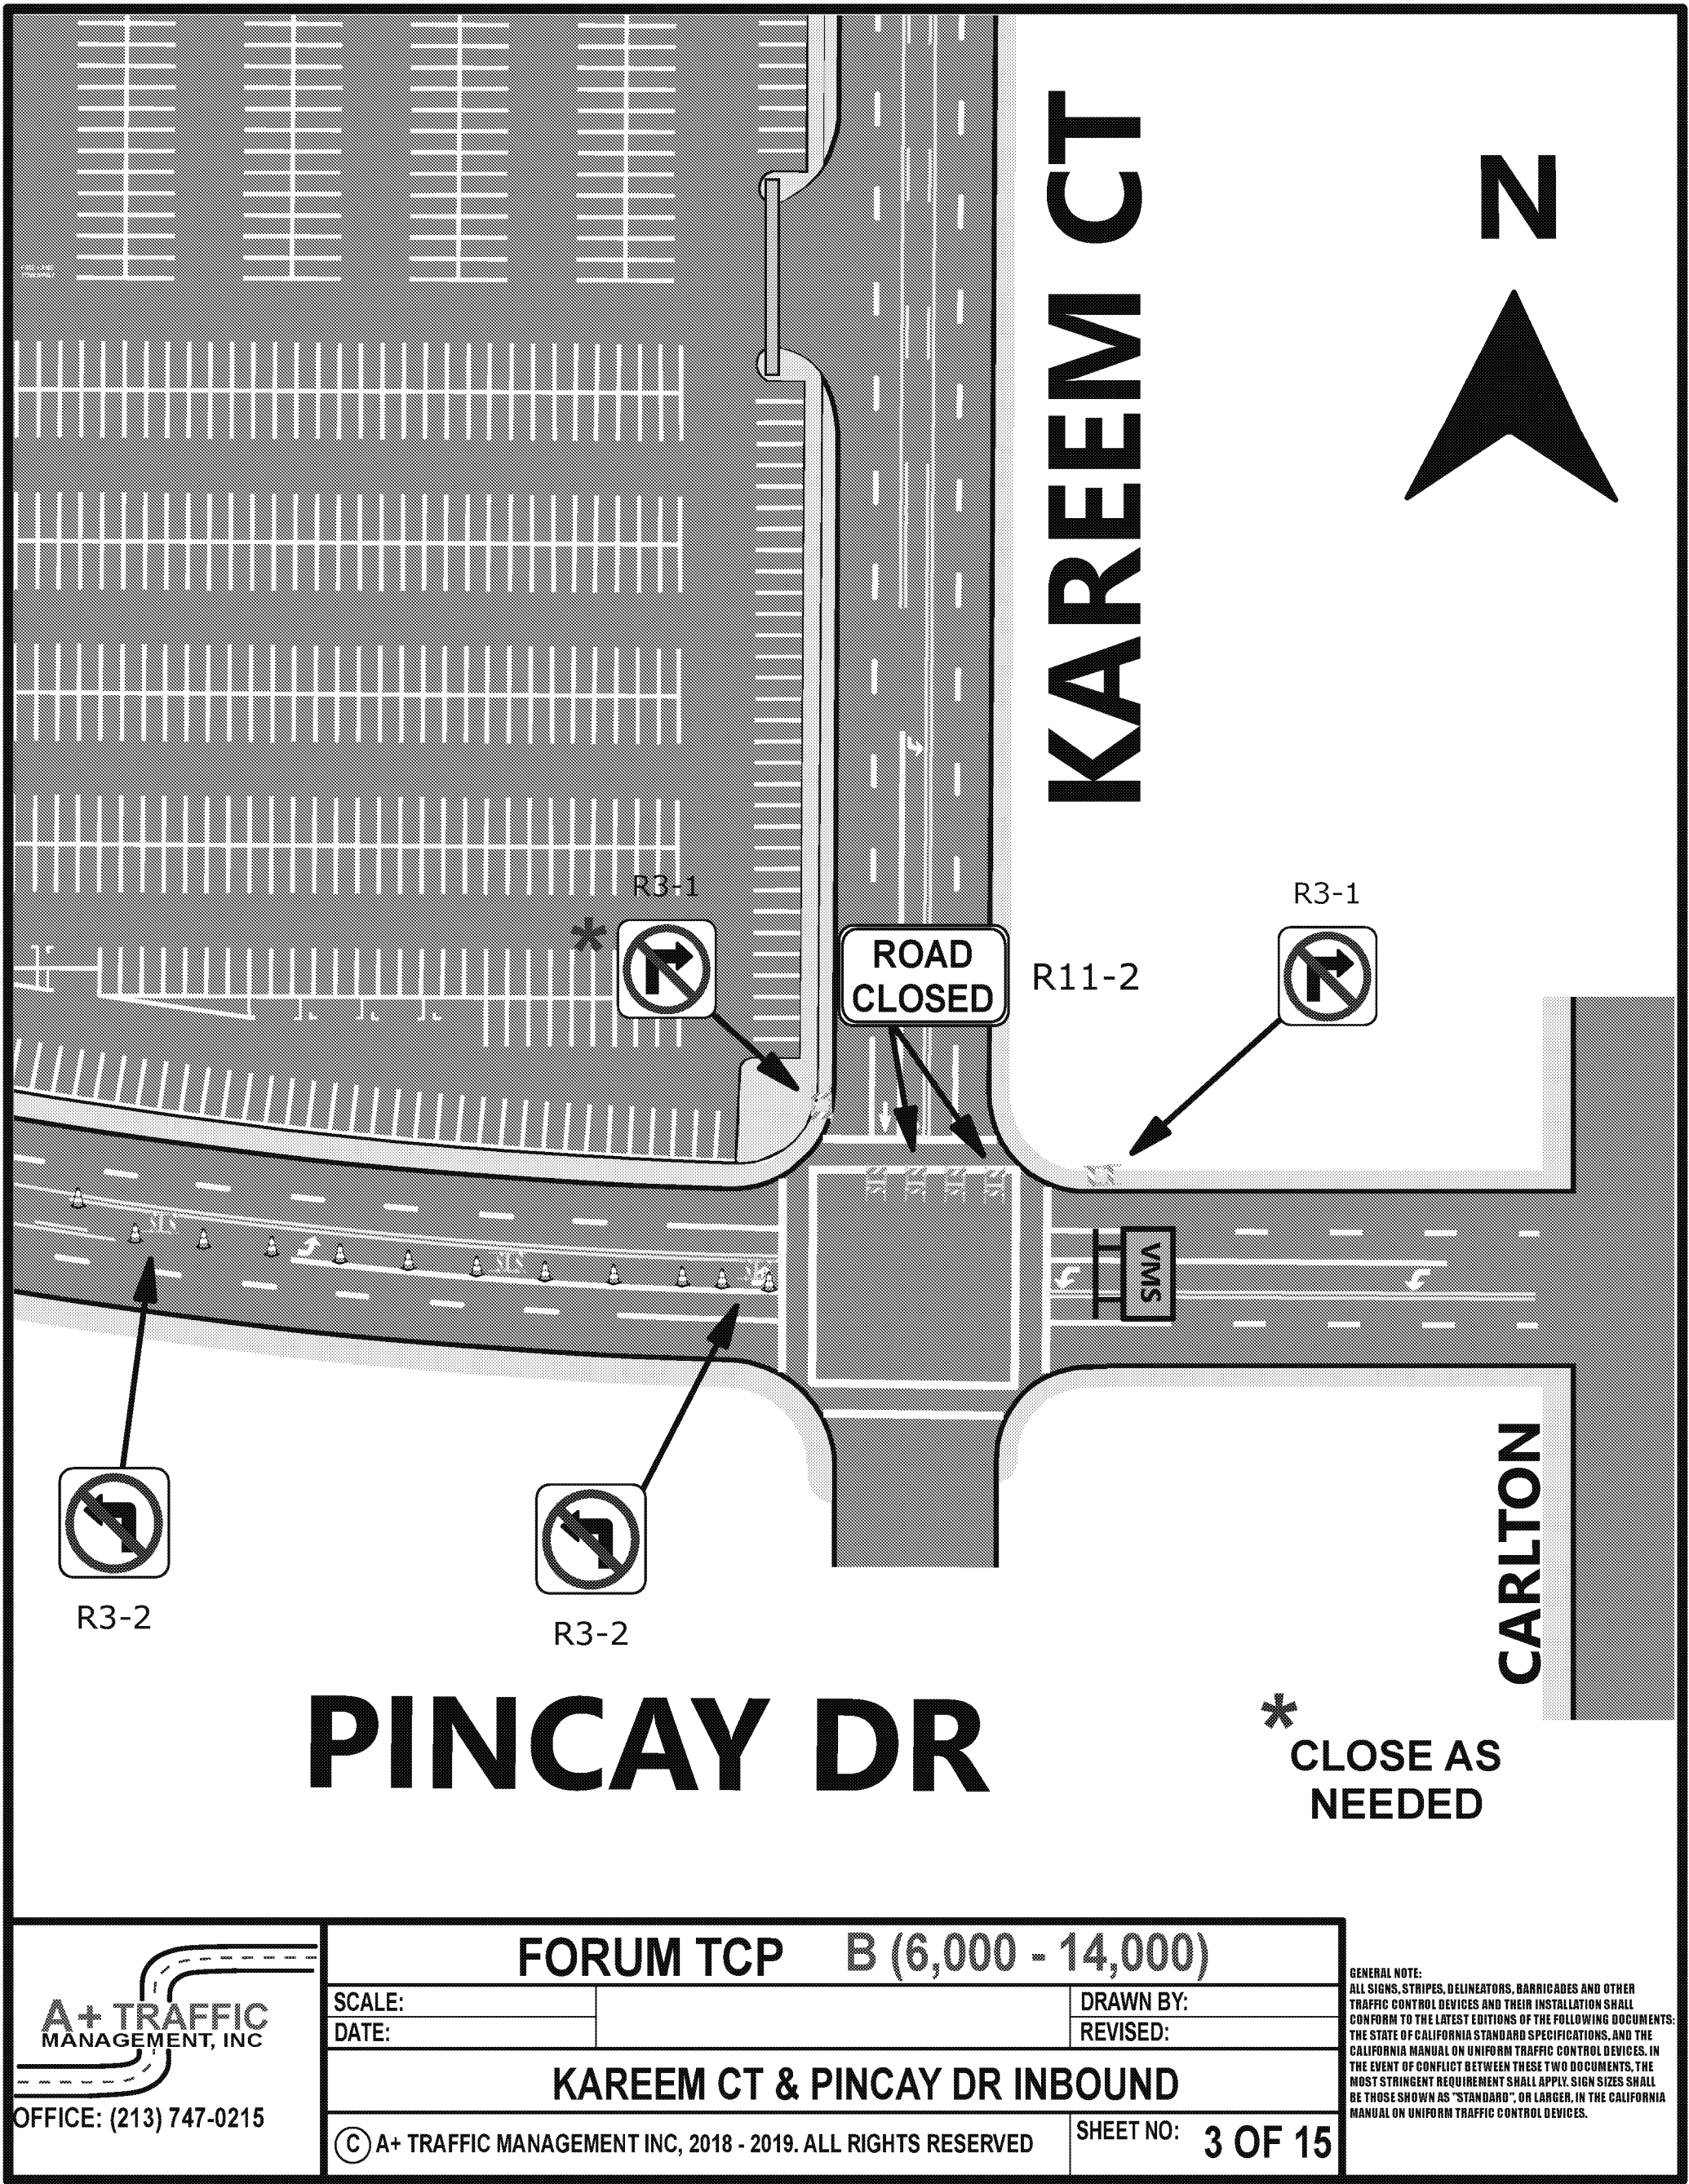 KAREEM CT
N
R3-1
*
R3-1
ROAD
CLOSED
R11-2
VMS
R3-2
R3-2
CARLTON
PINCAY DR
*
CLOSE AS
NEEDED
A+ TRAFFIC
MANAGEMENT, INC
OFFICE: (213) 747-0215
FORUM TCP B (6,000 - 14,000)
SCALE:
DRAWN BY:
DATE:
REVISED:
KAREEM CT & PINCAY DR INBOUND
© A+ TRAFFIC MANAGEMENT INC, 2018 - 2019. ALL RIGHTS RESERVED
SHEET NO: 3 OF 15
GENERAL NOTE:
ALL SIGNS, STRIPES, DELINEATORS, BARRICADES AND OTHER
TRAFFIC CONTROL DEVICES AND THEIR INSTALLATION SHALL
CONFORM TO THE LATEST EDITIONS OF THE FOLLOWING DOCUMENTS:
THE STATE OF CALIFORNIA STANDARD SPECIFICATIONS, AND THE
CALIFORNIA MANUAL ON UNIFORM TRAFFIC CONTROL DEVICES. IN
THE EVENT OF CONFLICT BETWEEN THESE TWO DOCUMENTS, THE
MOST STRINGENT REQUIREMENT SHALL APPLY. SIGN SIZES SHALL
BE THOSE SHOWN AS "STANDARD", OR LARGER, IN THE CALIFORNIA
MANUAL ON UNIFORM TRAFFIC CONTROL DEVICES.